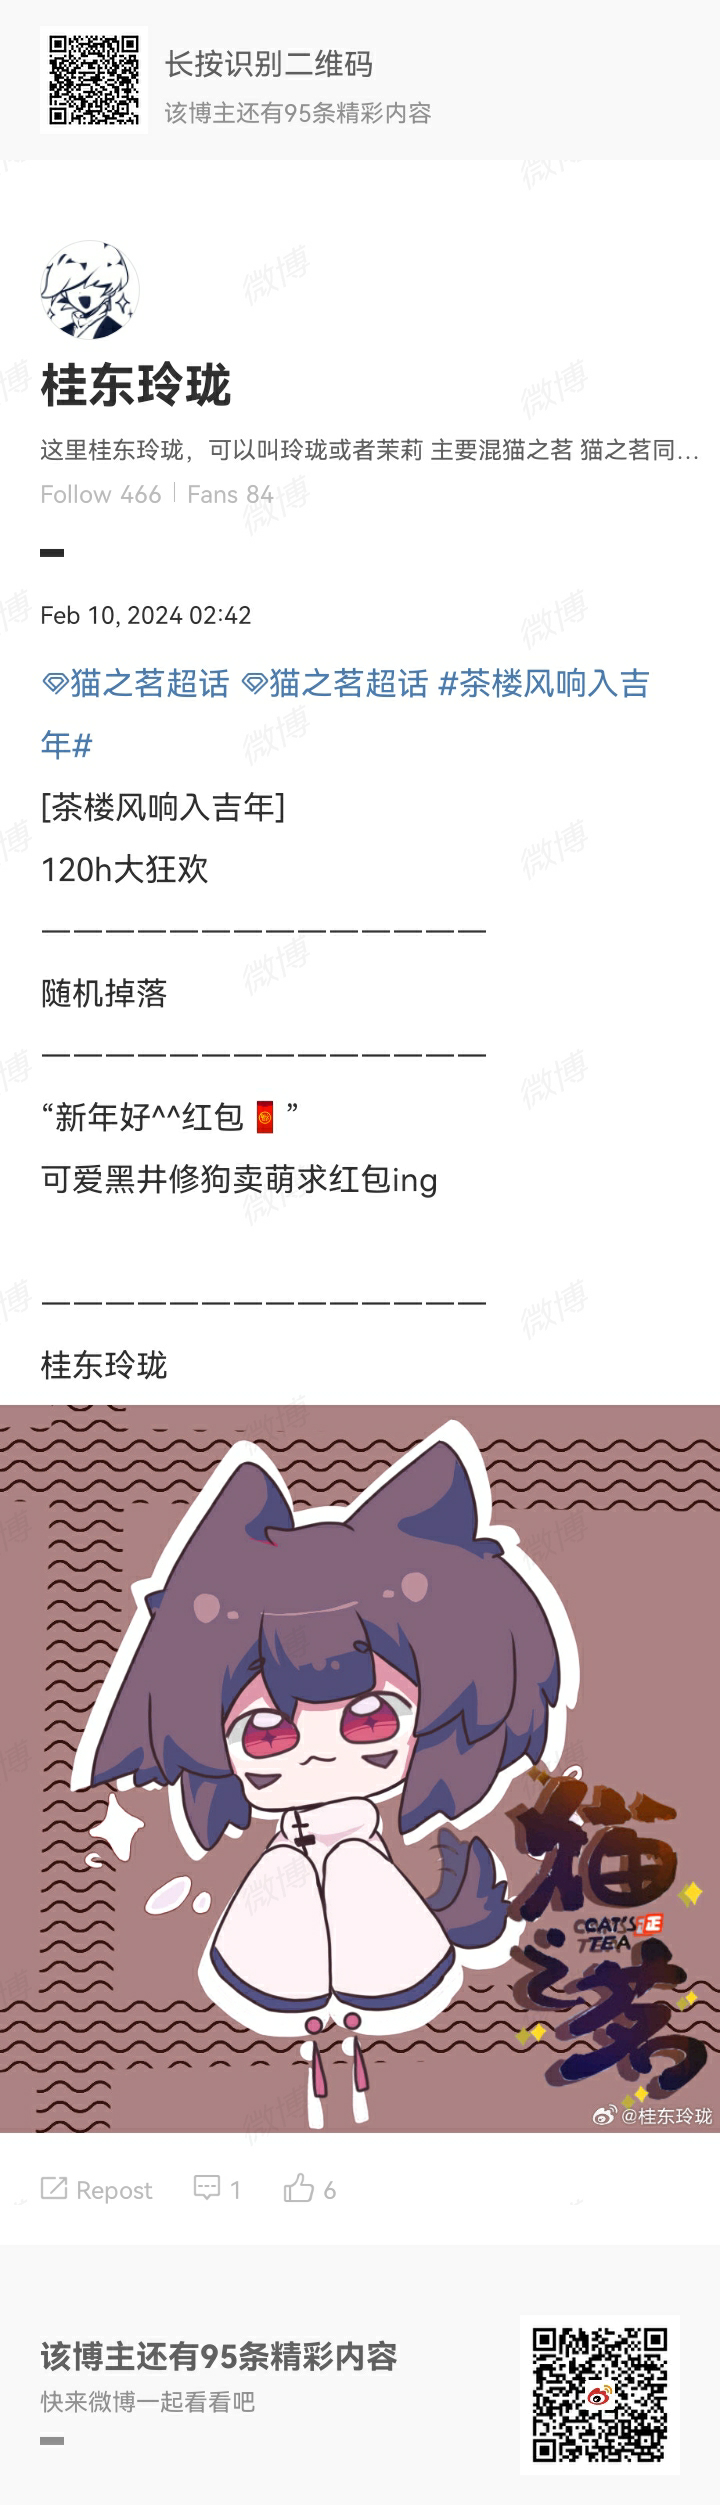 长按识别二维码
该博主还有95条精彩内容
桂东玲珑
这里桂东玲珑，可以叫玲珑或者茉莉 主要混猫之茗 猫之茗同...
Follow 466 | Fans 84
Feb 10, 2024 02:42
猫之茗超话 猫之茗超话 #茶楼风响入吉
年#
[茶楼风响入吉年]
120h大狂欢
——————————————
随机掉落
——————————————
“新年好^^红包🧧”
可爱黑井修狗卖萌求红包ing
——————————————
桂东玲珑
猫之茗
CAT'S
TEA
@桂东玲珑
Repost 1 6
该博主还有95条精彩内容
快来微博一起看看吧
微博